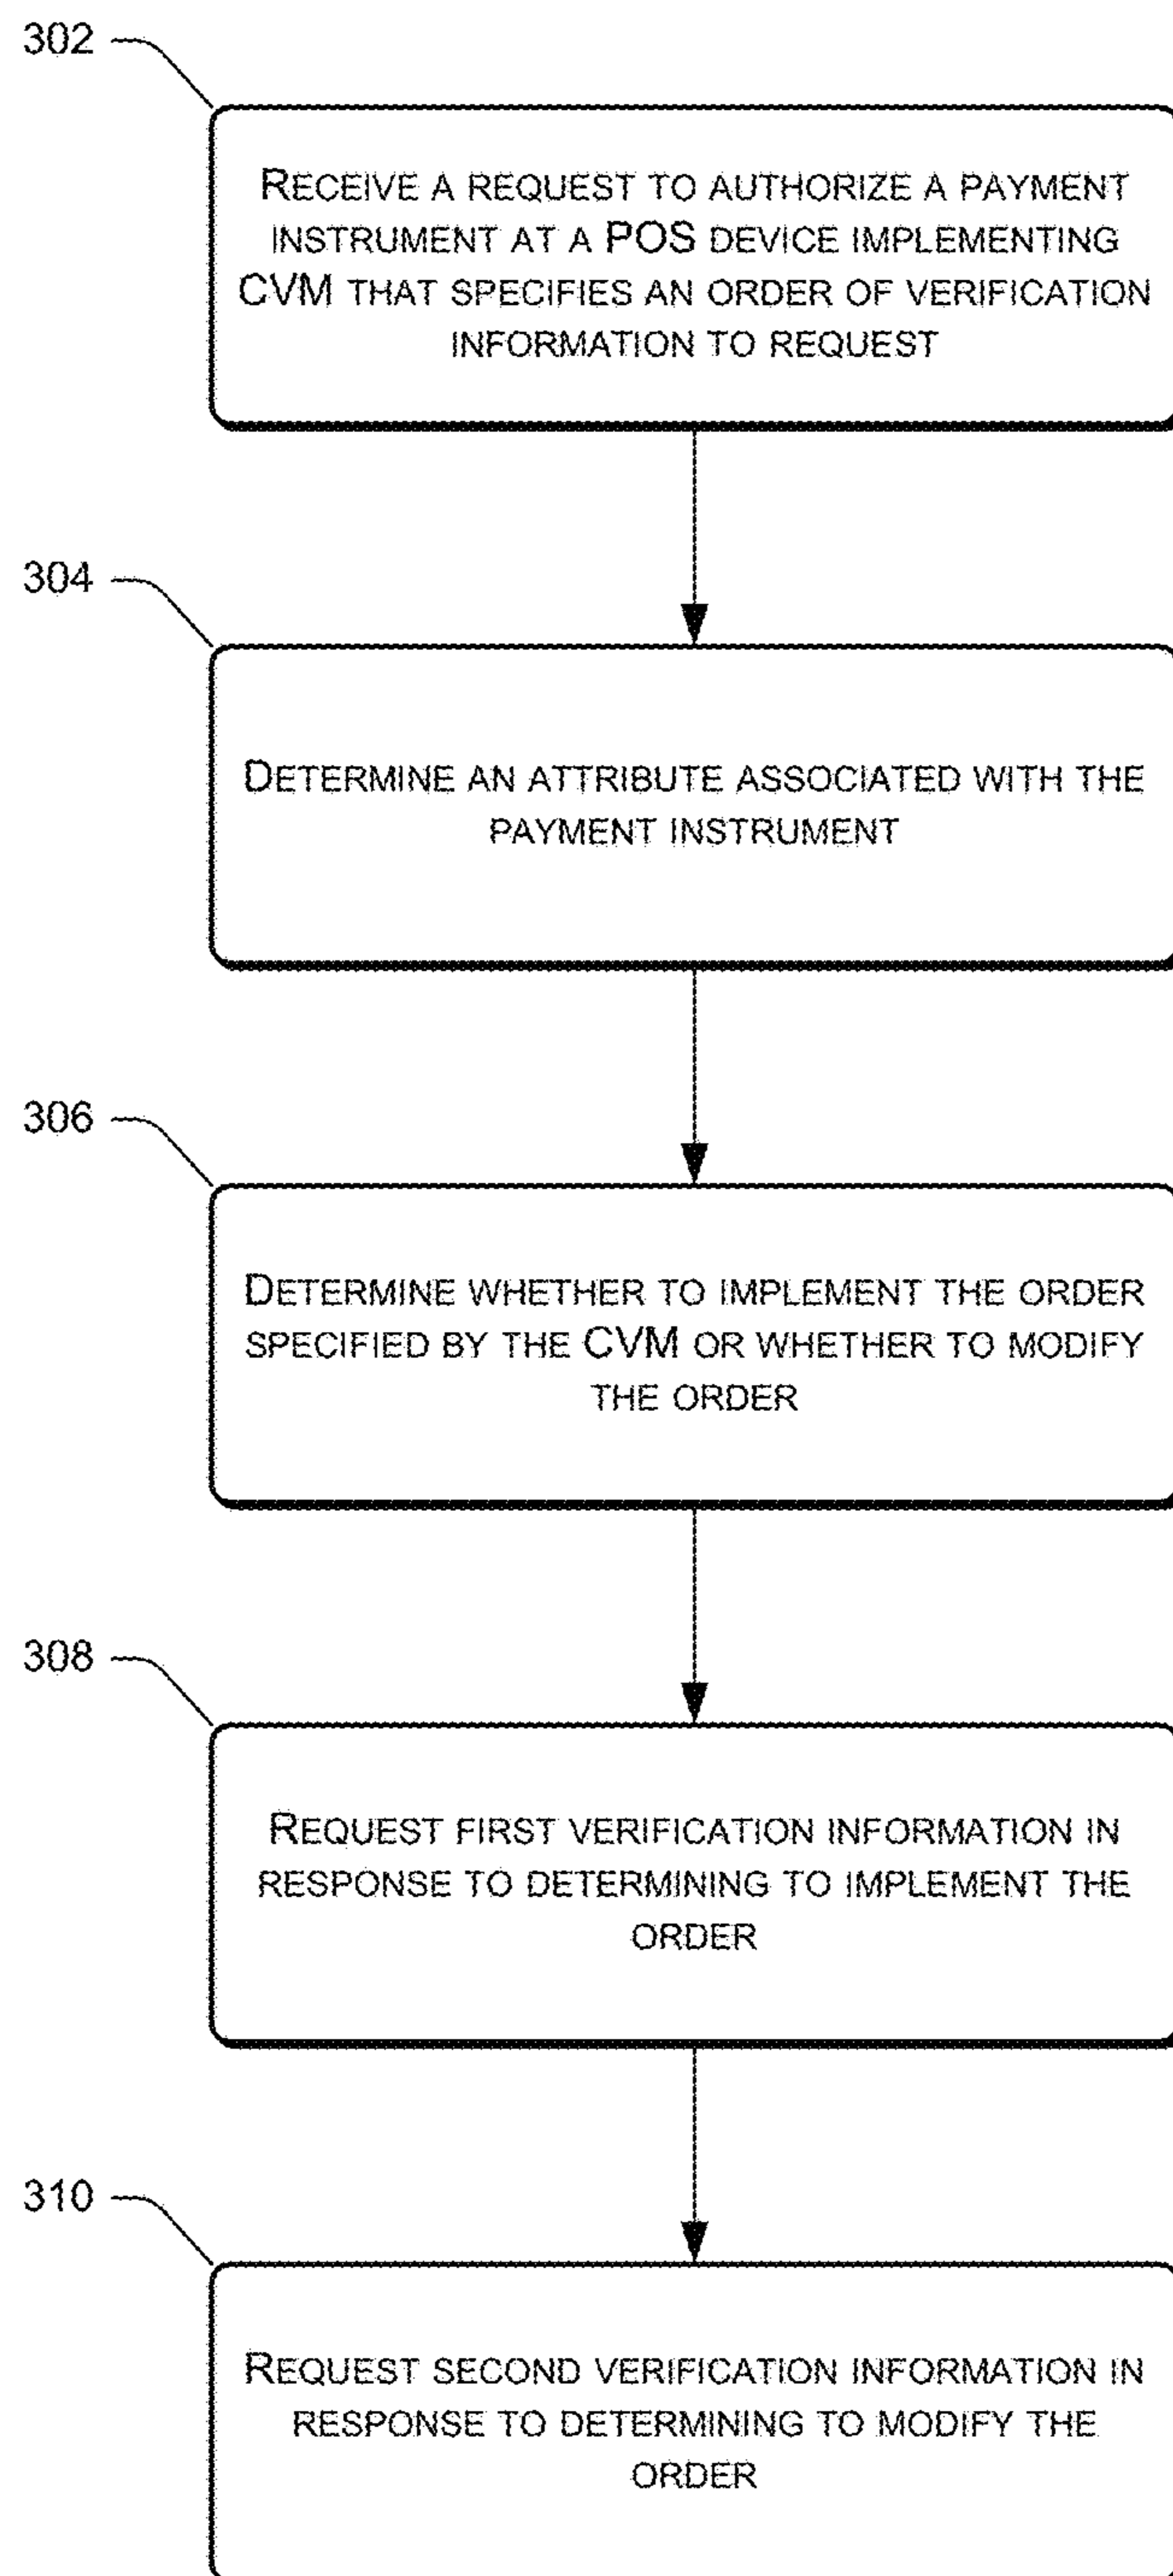 302
RECEIVE A REQUEST TO AUTHORIZE A PAYMENT
INSTRUMENT AT A POS DEVICE IMPLEMENTING
CVM THAT SPECIFIES AN ORDER OF VERIFICATION
INFORMATION TO REQUEST
304
DETERMINE AN ATTRIBUTE ASSOCIATED WITH THE
PAYMENT INSTRUMENT
306
DETERMINE WHETHER TO IMPLEMENT THE ORDER
SPECIFIED BY THE CVM OR WHETHER TO MODIFY
THE ORDER
308
REQUEST FIRST VERIFICATION INFORMATION IN
RESPONSE TO DETERMINING TO IMPLEMENT THE
ORDER
310
REQUEST SECOND VERIFICATION INFORMATION IN
RESPONSE TO DETERMINING TO MODIFY THE
ORDER